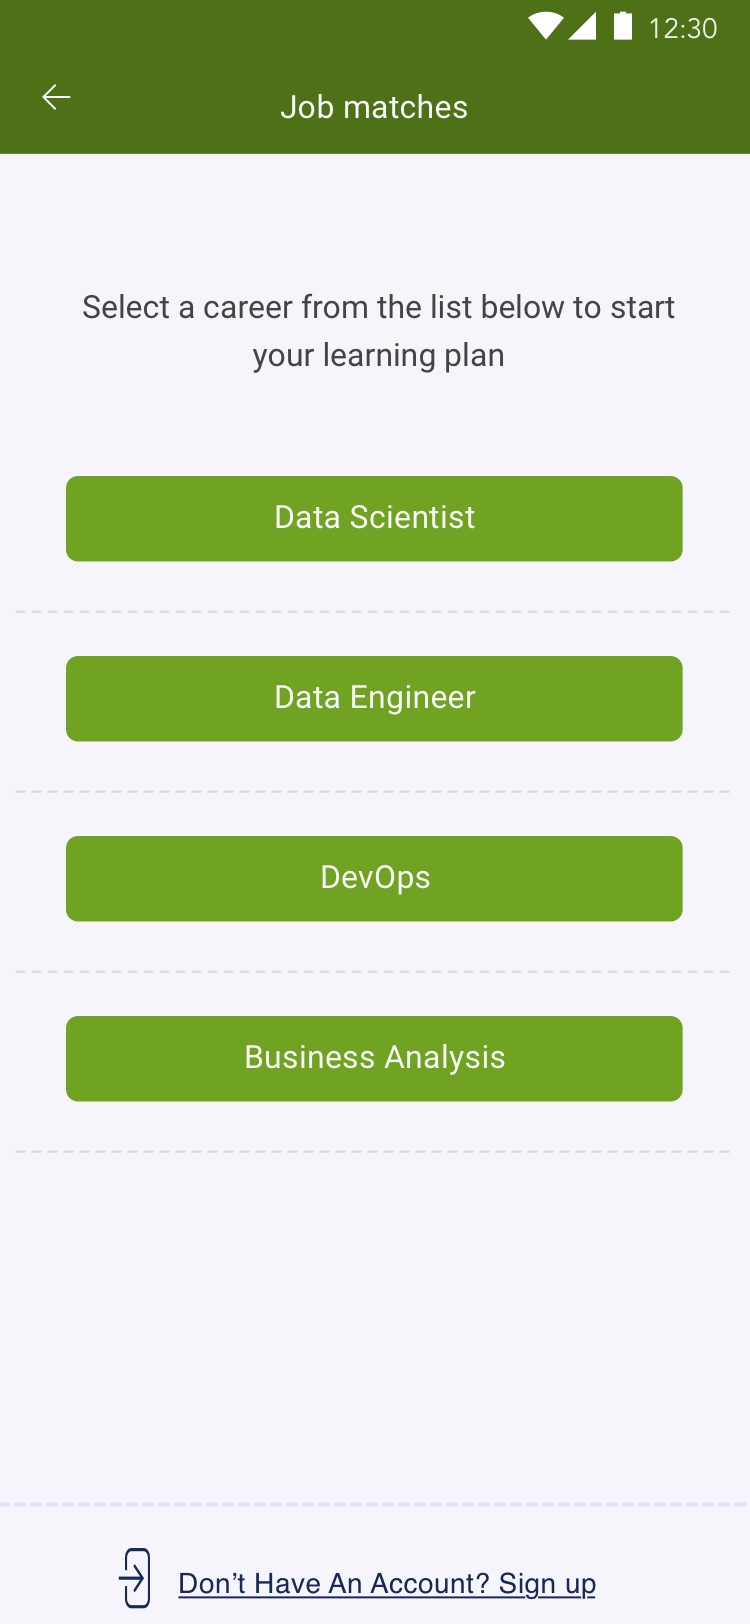 12:30
Job matches
Select a career from the list below to start
your learning plan
Data Scientist
Data Engineer
DevOps
Business Analysis
Don’t Have An Account? Sign up